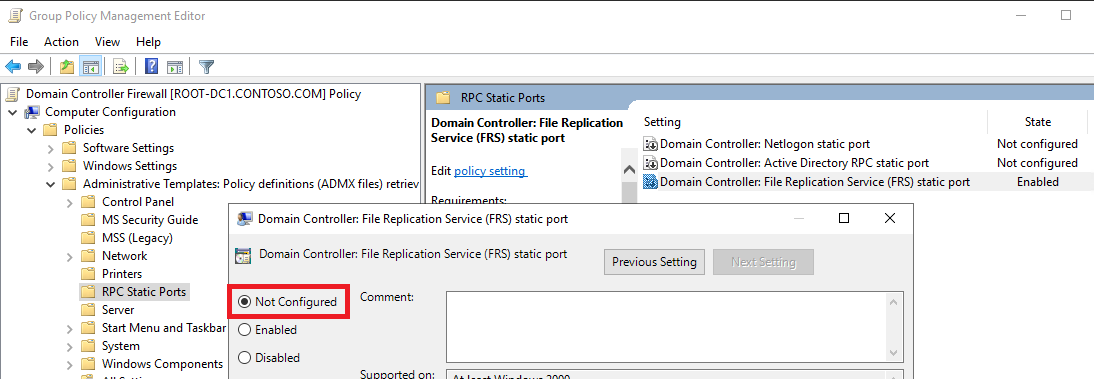 Group Policy Management Editor
File Action View Help
Domain Controller Firewall [ROOT-DC1.CONTOSO.COM] Policy
Computer Configuration
Policies
Software Settings
Windows Settings
Administrative Templates: Policy definitions (ADMX files) retriev
Control Panel
MS Security Guide
MSS (Legacy)
Network
Printers
RPC Static Ports
Server
Start Menu and Taskbar
System
Windows Components
All Settings
RPC Static Ports
Domain Controller: File Replication
Service (FRS) static port
Edit policy setting
Requirements:
Setting State
Domain Controller: Netlogon static port Not configured
Domain Controller: Active Directory RPC static port Not configured
Domain Controller: File Replication Service (FRS) static port Enabled
Domain Controller: File Replication Service (FRS) static port
Domain Controller: File Replication Service (FRS) static port
Previous Setting Next Setting
Not Configured
Enabled
Disabled
Comment:
Supported on:
At least Windows 2000